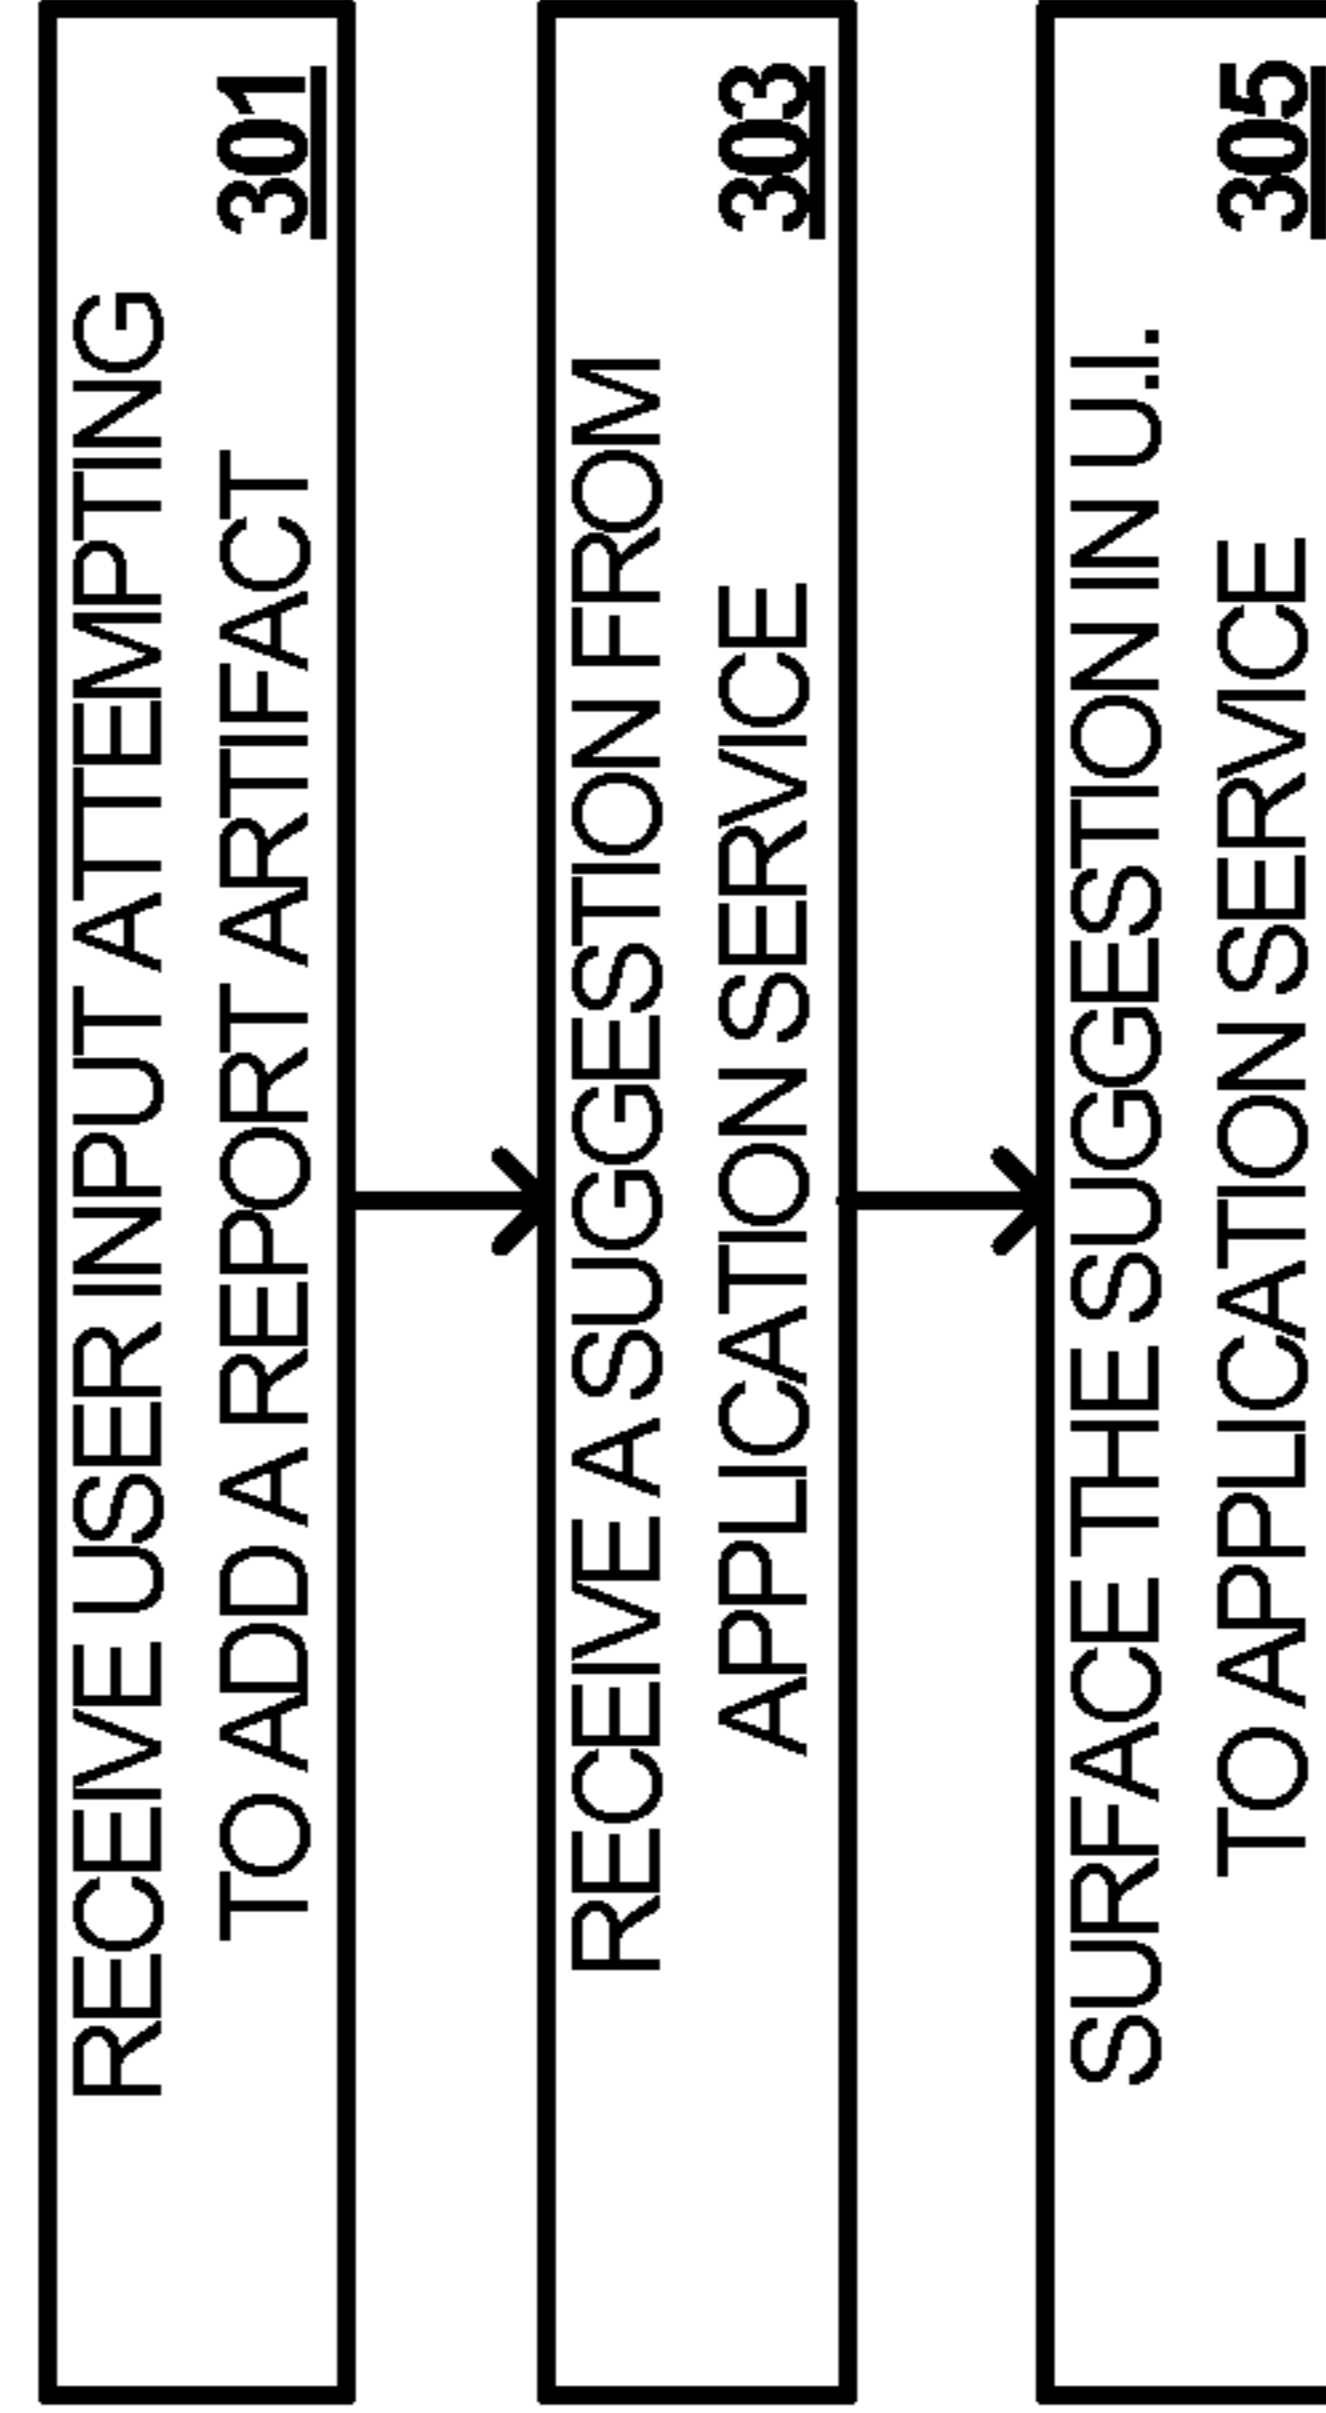 RECEIVE USER INPUT ATTEMPTING
TO ADD A REPORT ARTIFACT
301
RECEIVE A SUGGESTION FROM
APPLICATION SERVICE
303
SURFACE THE SUGGESTION IN U.I.
TO APPLICATION SERVICE
305